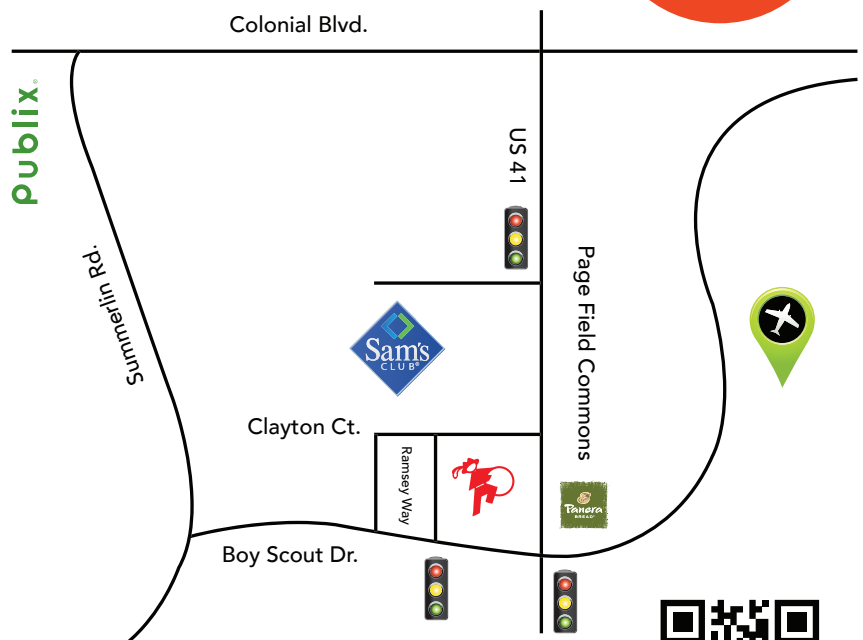 Colonial Blvd.
Publix®
US 41
Summerlin Rd.
Page Field Commons
Sam's
CLUB®
Clayton Ct.
Ramsey Way
Panera
BREAD®
Boy Scout Dr.